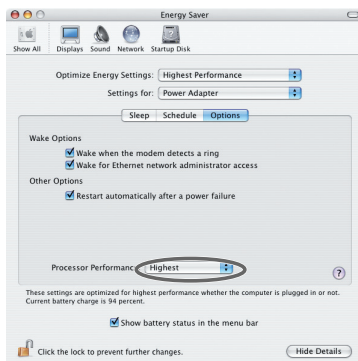 Energy Saver
Show All Displays Sound Network Startup Disk
Optimize Energy Settings: Highest Performance
Settings for: Power Adapter
Sleep Schedule Options
Wake Options
Wake when the modem detects a ring
Wake for Ethernet network administrator access
Other Options
Restart automatically after a power failure
Processor Performance: Highest
?
These settings are optimized for highest performance whether the computer is plugged in or not.
Current battery charge is 94 percent.
Show battery status in the menu bar
Click the lock to prevent further changes.
Hide Details